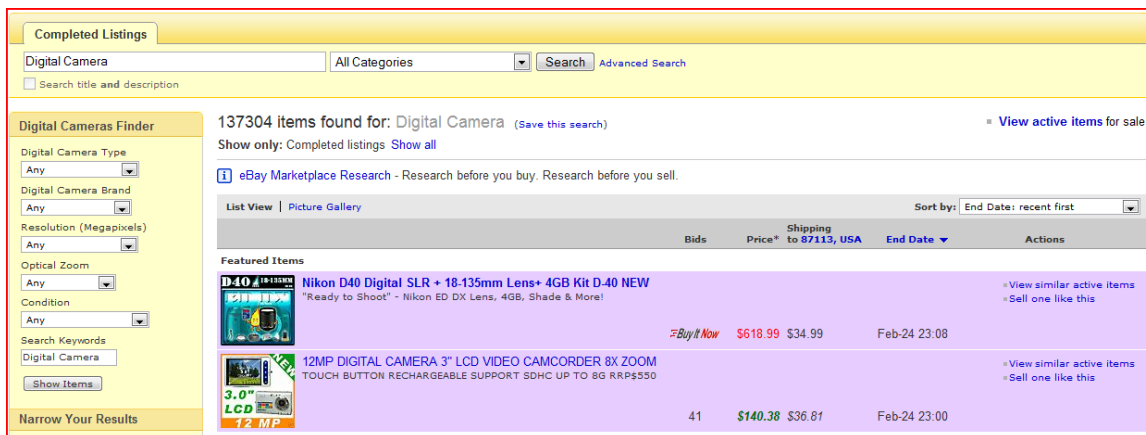 Completed Listings
Digital Camera All Categories Search Advanced Search
Search title and description
Digital Cameras Finder
Digital Camera Type
Any
Digital Camera Brand
Any
Resolution (Megapixels)
Any
Optical Zoom
Any
Condition
Any
Search Keywords
Digital Camera
Show Items
Narrow Your Results
137304 items found for: Digital Camera (Save this search)
View active items for sale
Show only: Completed listings Show all
i eBay Marketplace Research - Research before you buy. Research before you sell.
List View | Picture Gallery Sort by: End Date: recent first
Bids Price* Shipping to 87113, USA End Date Actions
Featured Items
D40 18-135MM
Nikon D40 Digital SLR + 18-135mm Lens+ 4GB Kit D-40 NEW
"Ready to Shoot" - Nikon ED DX Lens, 4GB, Shade & More!
Buy It Now $618.99 $34.99 Feb-24 23:08
View similar active items
Sell one like this
NEW
3.0"
LCD
12 MP
12MP DIGITAL CAMERA 3" LCD VIDEO CAMCORDER 8X ZOOM
TOUCH BUTTON RECHARGEABLE SUPPORT SDHC UP TO 8G RRP$550
41 $140.38 $36.81 Feb-24 23:00
View similar active items
Sell one like this